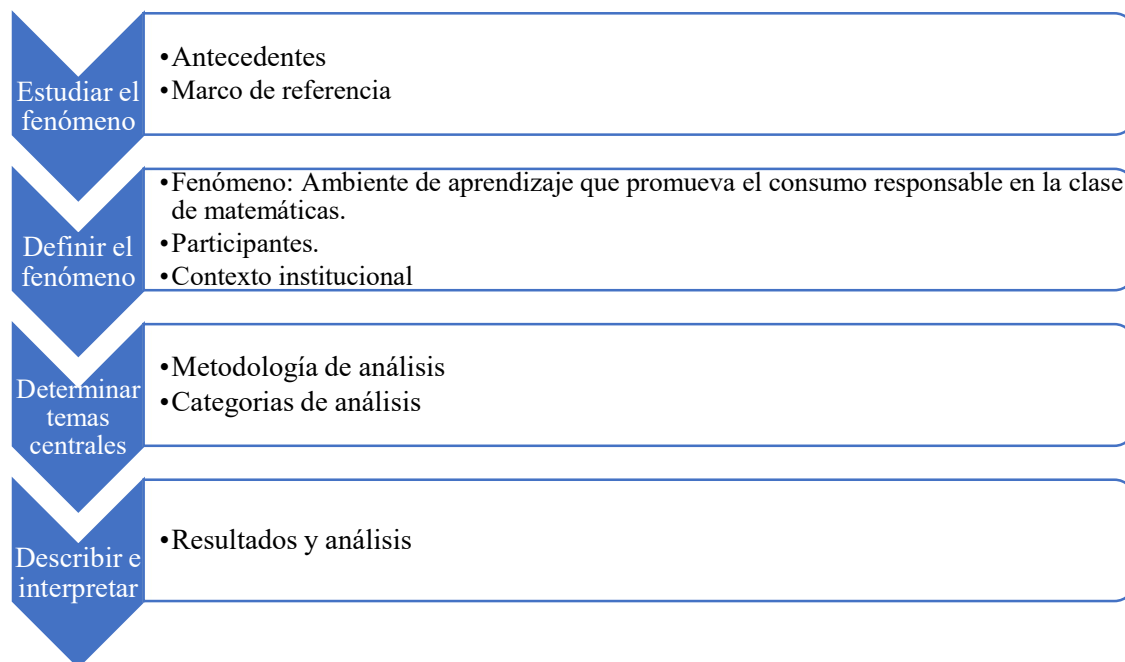 Estudiar el
fenómeno
•Antecedentes
•Marco de referencia
Definir el
fenómeno
•Fenómeno: Ambiente de aprendizaje que promueva el consumo responsable en la clase
de matemáticas.
•Participantes.
•Contexto institucional
Determinar
temas
centrales
•Metodología de análisis
•Categorias de análisis
Describir e
interpretar
•Resultados y análisis